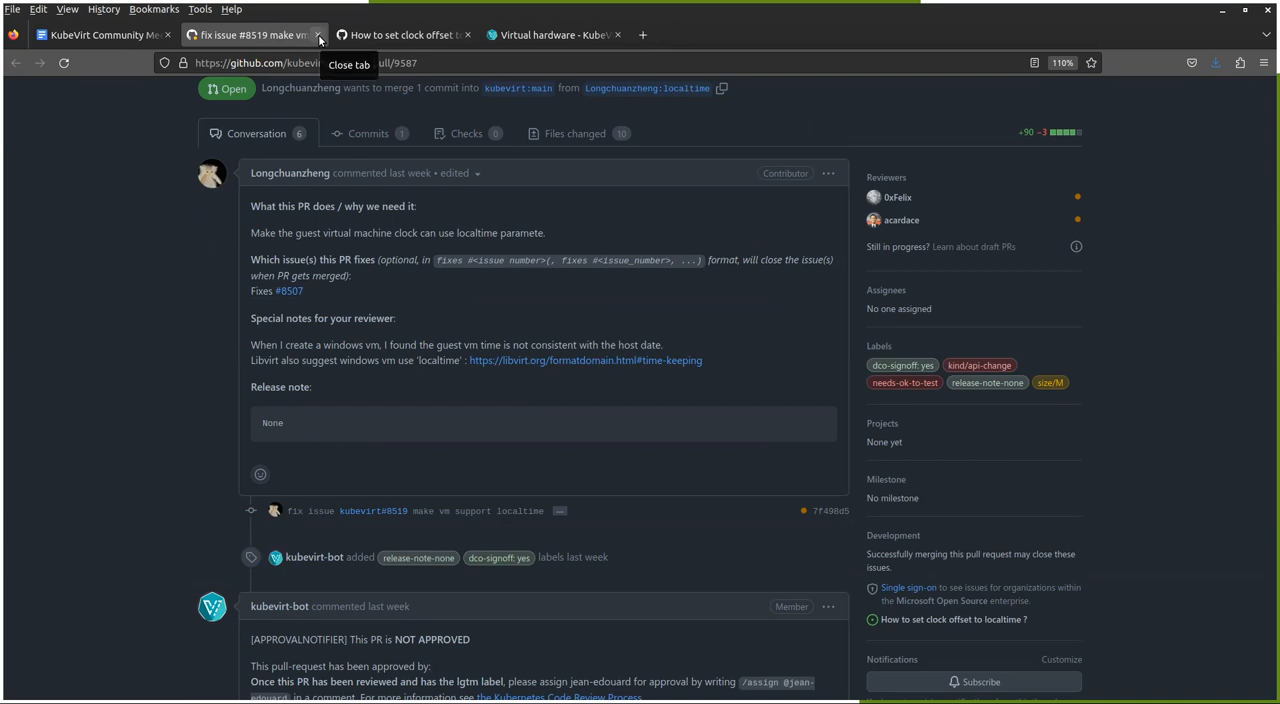 File Edit View History Bookmarks Tools Help
KubeVirt Community Me
fix issue #8519 make vm
How to set clock offset t
Virtual hardware - KubeV
Close tab
https://github.com/kubevi
ull/9587
110%
Open
Longchuanzheng wants to merge 1 commit into kubevirt:main from Longchuanzheng:localtime
Conversation 6
Commits 1
Checks 0
Files changed 10
+90 −3
Longchuanzheng commented last week • edited
Contributor
What this PR does / why we need it:
Make the guest virtual machine clock can use localtime paramete.
Which issue(s) this PR fixes (optional, in fixes #<issue number>(, fixes #<issue_number>, ...) format, will close the issue(s)
when PR gets merged):
Fixes #8507
Special notes for your reviewer:
When I create a windows vm, I found the guest vm time is not consistent with the host date.
Libvirt also suggest windows vm use 'localtime' : https://libvirt.org/formatdomain.html#time-keeping
Release note:
None
fix issue kubevirt#8519 make vm support localtime ...
7f498d5
kubevirt-bot added release-note-none dco-signoff: yes labels last week
kubevirt-bot commented last week
Member
[APPROVALNOTIFIER] This PR is NOT APPROVED
This pull-request has been approved by:
Once this PR has been reviewed and has the lgtm label, please assign jean-edouard for approval by writing /assign @jean-
edouard in a comment. For more information see the Kubernetes Code Review Process.
Reviewers
0xFelix
acardace
Still in progress? Learn about draft PRs
Assignees
No one assigned
Labels
dco-signoff: yes kind/api-change
needs-ok-to-test release-note-none size/M
Projects
None yet
Milestone
No milestone
Development
Successfully merging this pull request may close these
issues.
Single sign-on to see issues for organizations within
the Microsoft Open Source enterprise.
How to set clock offset to localtime ?
Notifications
Customize
Subscribe